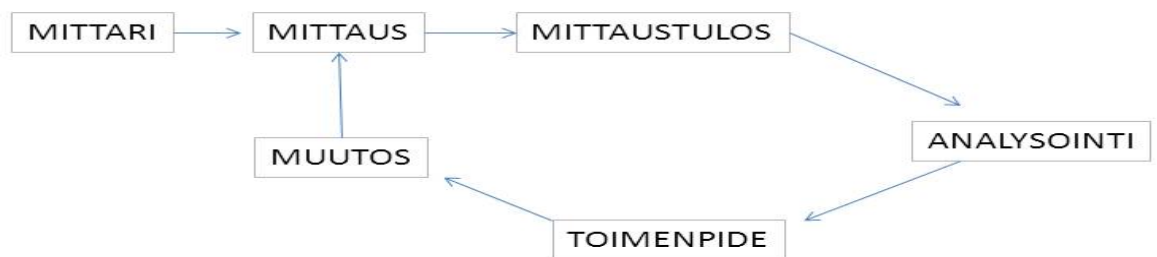 MITTARI
MITTAUS
MITTAUSTULOS
ANALYSOINTI
MUUTOS
TOIMENPIDE